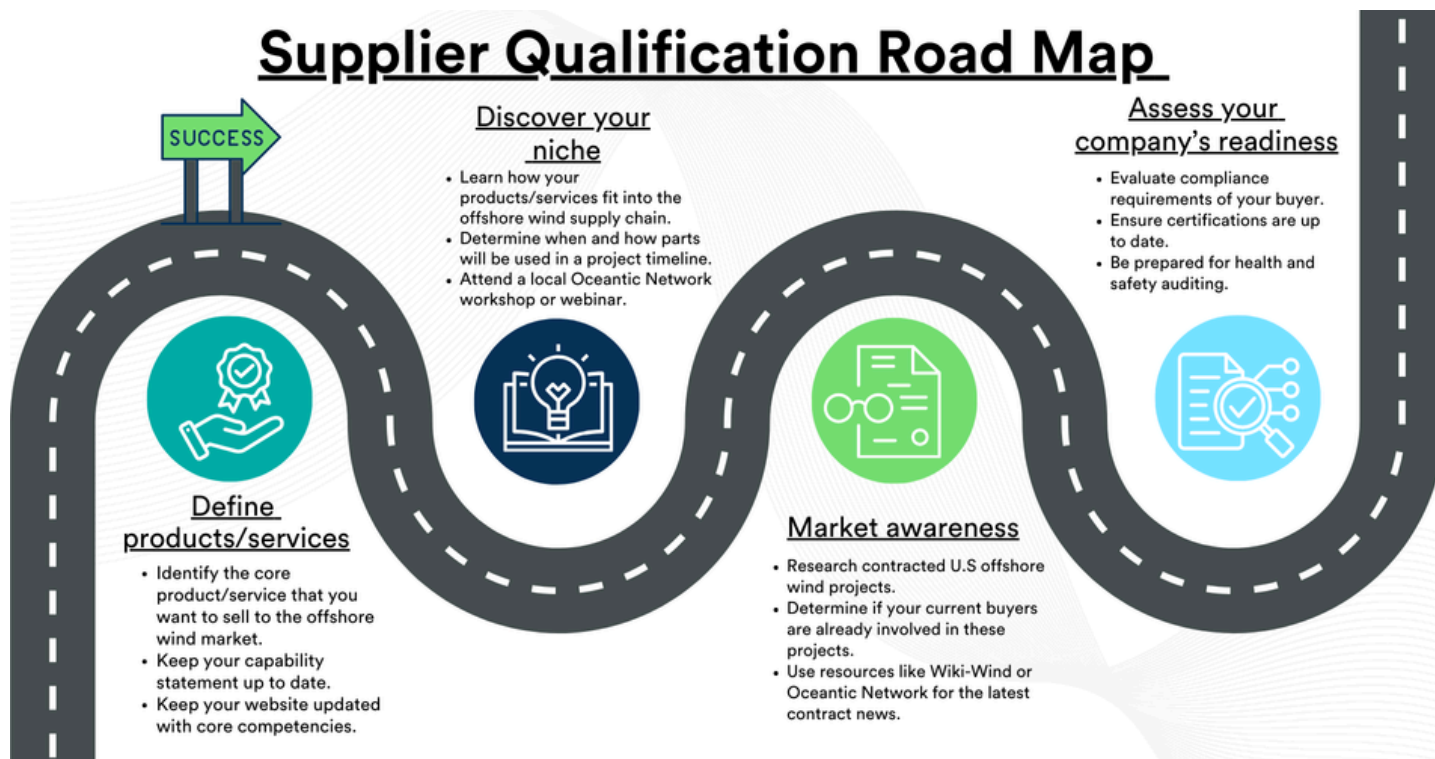 Supplier Qualification Road Map
SUCCESS
Define
products/services
• Identify the core
product/service that you
want to sell to the offshore
wind market.
• Keep your capability
statement up to date.
• Keep your website updated
with core competencies.
Discover your
niche
• Learn how your
products/services fit into the
offshore wind supply chain.
• Determine when and how parts
will be used in a project timeline.
• Attend a local Oceantic Network
workshop or webinar.
Market awareness
• Research contracted U.S offshore
wind projects.
• Determine if your current buyers
are already involved in these
projects.
• Use resources like Wiki-Wind or
Oceantic Network for the latest
contract news.
Assess your
company’s readiness
• Evaluate compliance
requirements of your buyer.
• Ensure certifications are up
to date.
• Be prepared for health and
safety auditing.